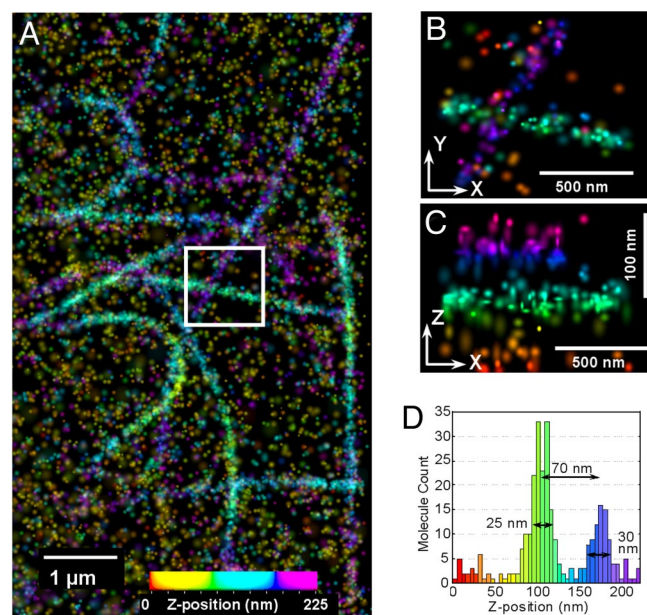 A
1 µm
0 Z-position (nm) 225
B
Y
X
500 nm
C
100 nm
Z
X
500 nm
D
35
30
25
20
15
10
5
0
Molecule Count
70 nm
25 nm
30
nm
0 50 100 150 200
Z-position (nm)